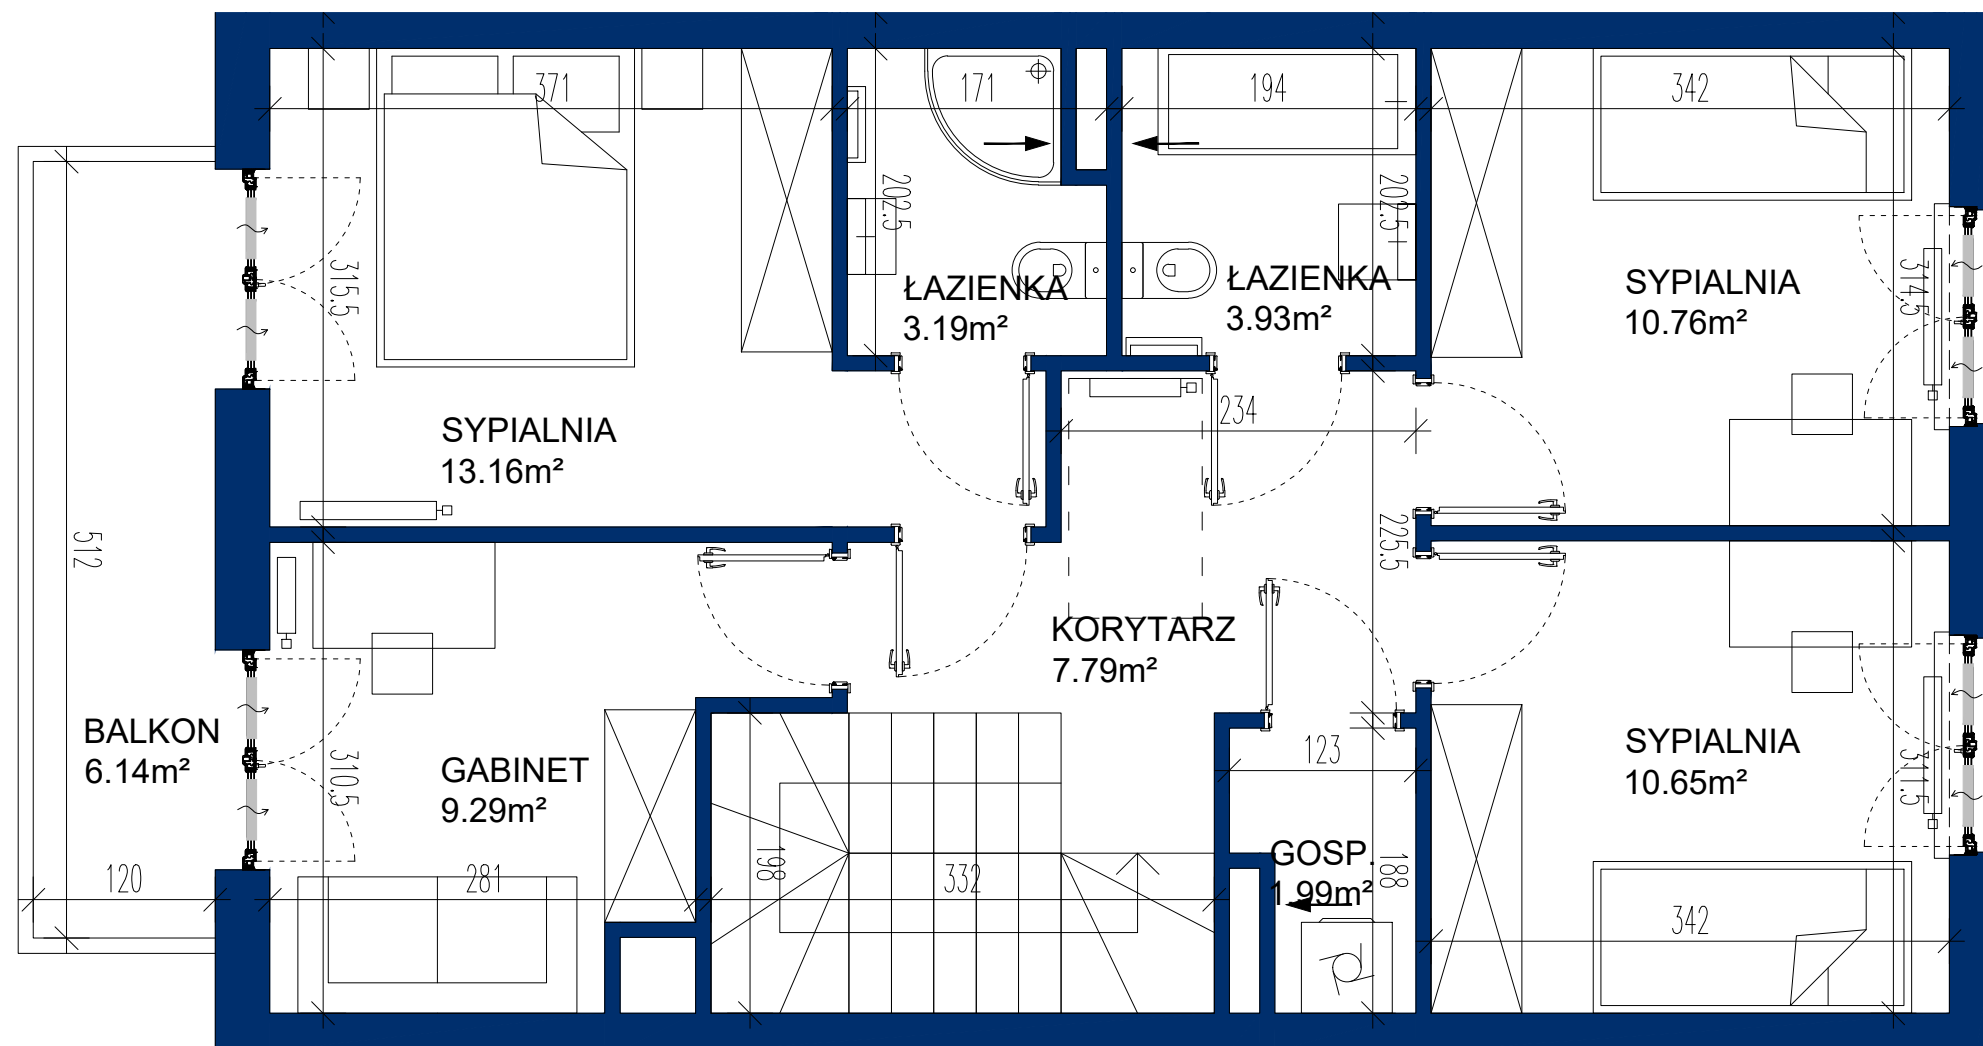 371
171
194
342
202.5
202.5
315.5
314.5
ŁAZIENKA
3.19m²
ŁAZIENKA
3.93m²
SYPIALNIA
10.76m²
SYPIALNIA
13.16m²
234
512
225.5
KORYTARZ
7.79m²
BALKON
6.14m²
310.5
GABINET
9.29m²
123
SYPIALNIA
10.65m²
311.5
120
281
198
332
GOSP.
1.99m²
188
342